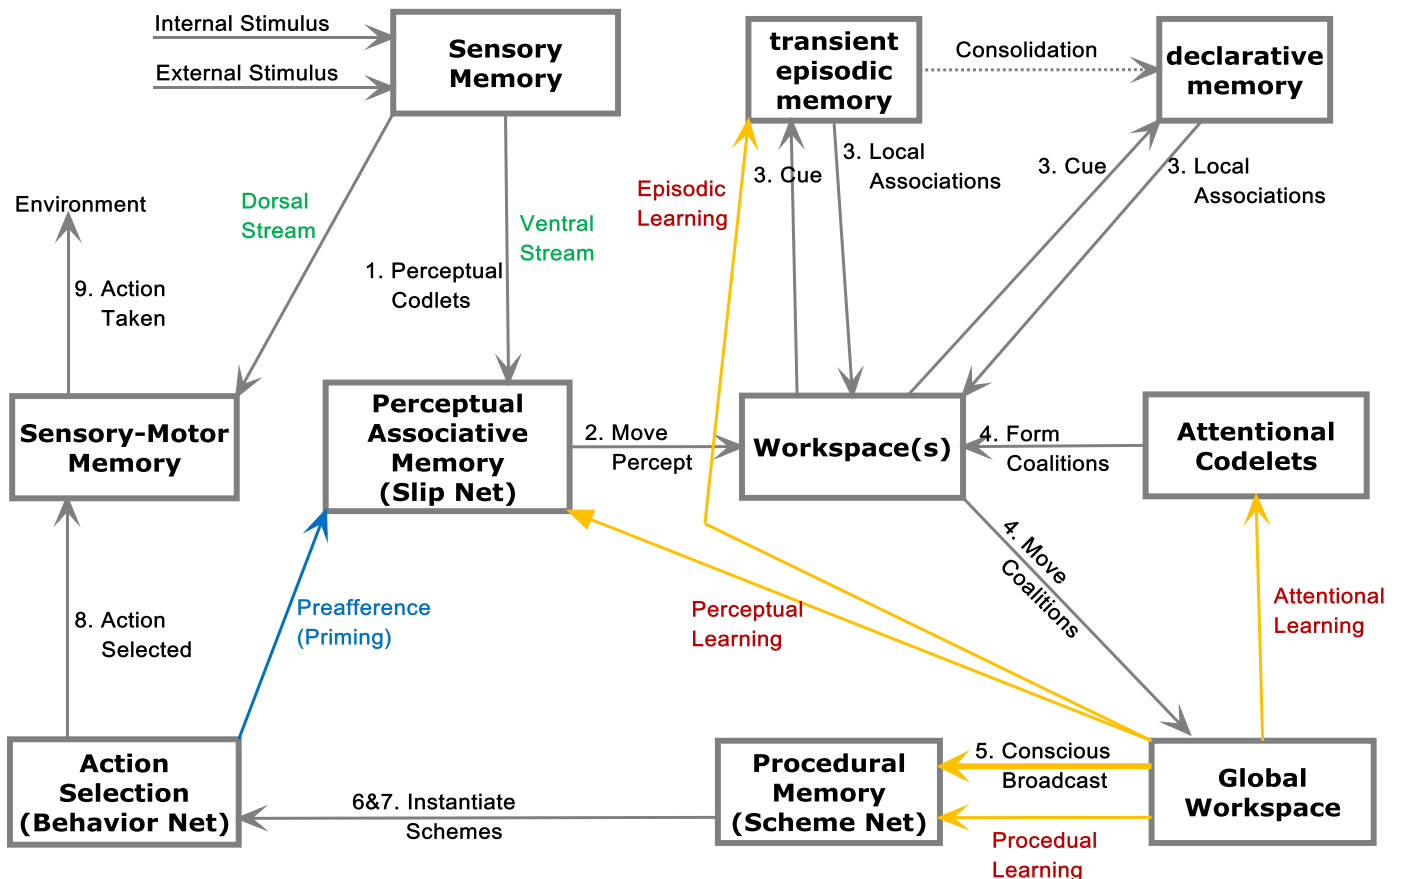 Internal Stimulus
External Stimulus
Sensory
Memory
transient
episodic
memory
Consolidation
declarative
memory
3. Cue
3. Local
Associations
3. Cue
3. Local
Associations
Episodic
Learning
Environment
Dorsal
Stream
Ventral
Stream
1. Perceptual
Codlets
9. Action
Taken
Sensory-Motor
Memory
Perceptual
Associative
Memory
(Slip Net)
2. Move
Percept
Workspace(s)
4. Form
Coalitions
Attentional
Codelets
4. Move
Coalitions
8. Action
Selected
Preafference
(Priming)
Perceptual
Learning
Attentional
Learning
Action
Selection
(Behavior Net)
6&7. Instantiate
Schemes
Procedural
Memory
(Scheme Net)
5. Conscious
Broadcast
Procedual
Learning
Global
Workspace